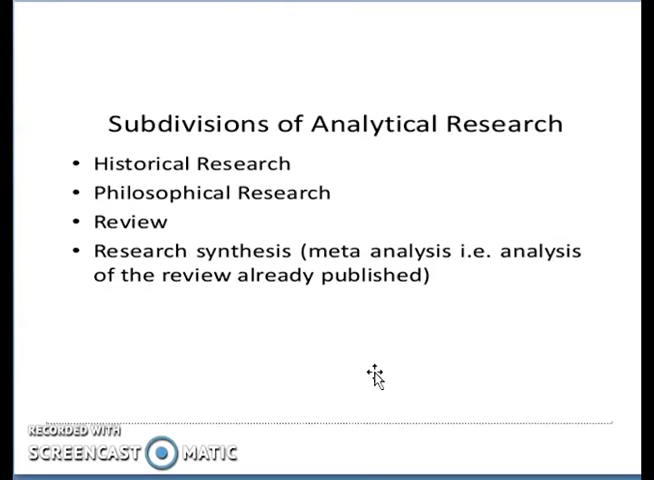 Subdivisions of Analytical Research
• Historical Research
• Philosophical Research
• Review
• Research synthesis (meta analysis i.e. analysis
of the review already published)
RECORDED WITH
SCREENCAST MATIC